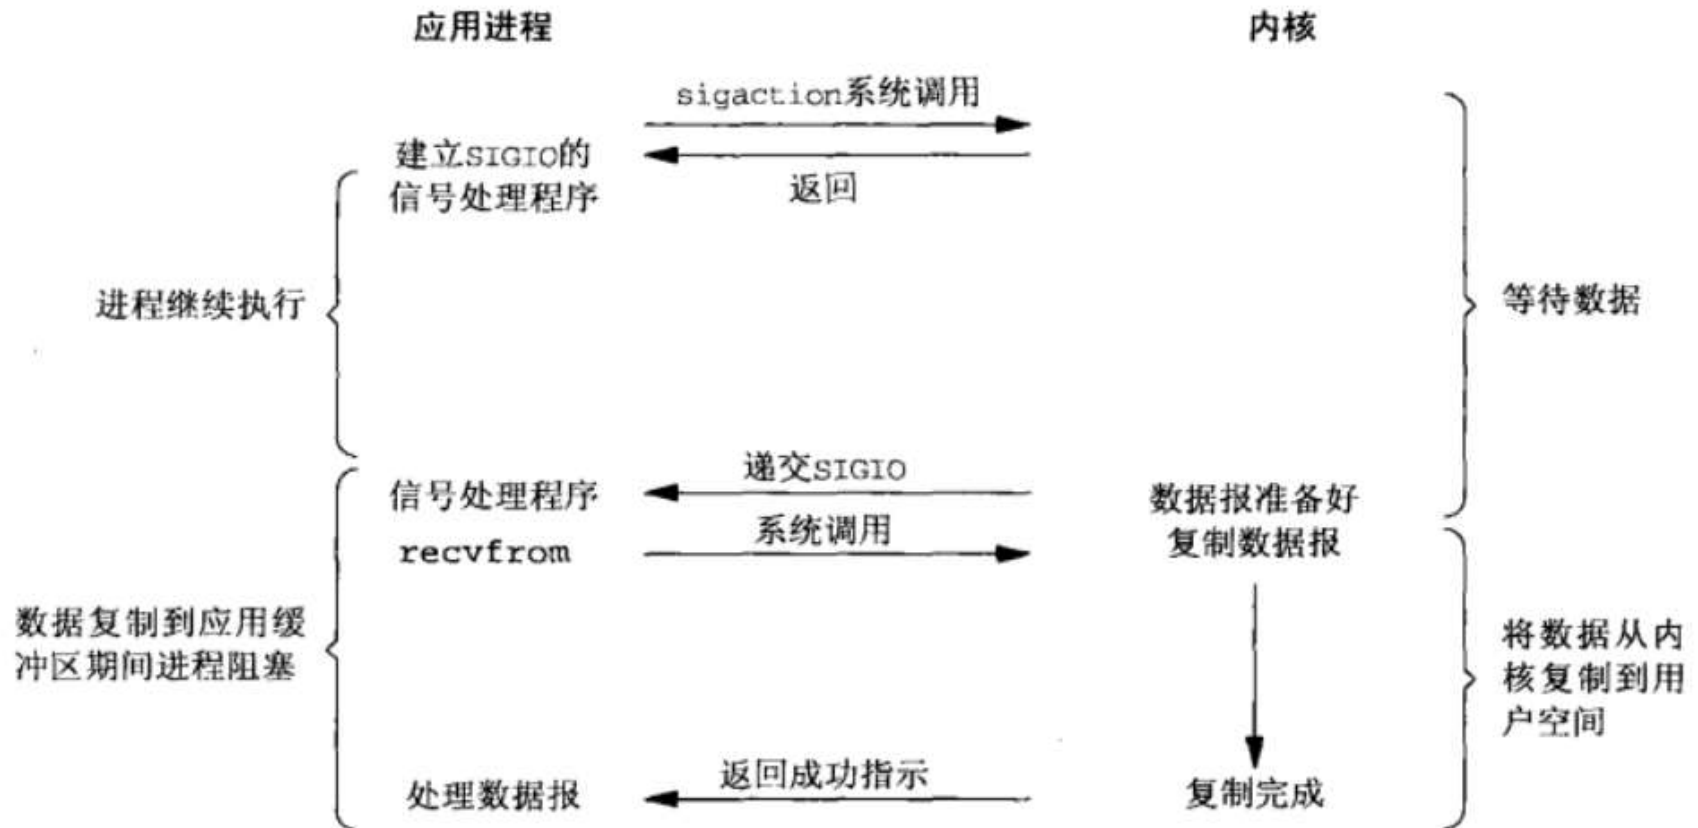 应用进程
内核
sigaction系统调用
建立SIGIO的
信号处理程序
返回
进程继续执行
等待数据
递交SIGIO
信号处理程序
数据报准备好
系统调用
recvfrom
复制数据报
数据复制到应用缓
冲区期间进程阻塞
将数据从内
核复制到用
户空间
返回成功指示
处理数据报
复制完成